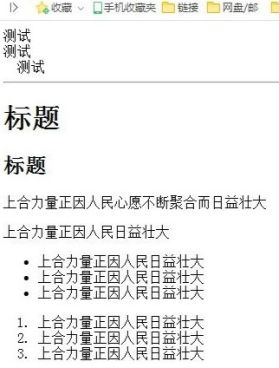 收藏 手机收藏夹 链接 网盘/邮
测试
测试
测试
标题
标题
上合力量正因人民心愿不断聚合而日益壮大
上合力量正因人民日益壮大
• 上合力量正因人民日益壮大
• 上合力量正因人民日益壮大
• 上合力量正因人民日益壮大
1. 上合力量正因人民日益壮大
2. 上合力量正因人民日益壮大
3. 上合力量正因人民日益壮大